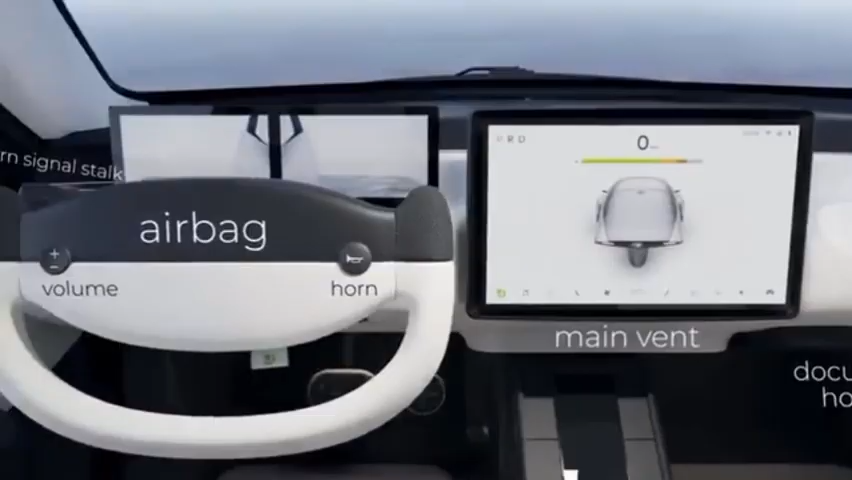 rn signal stalk
airbag
volume
horn
R D
0
main vent
docu
ho